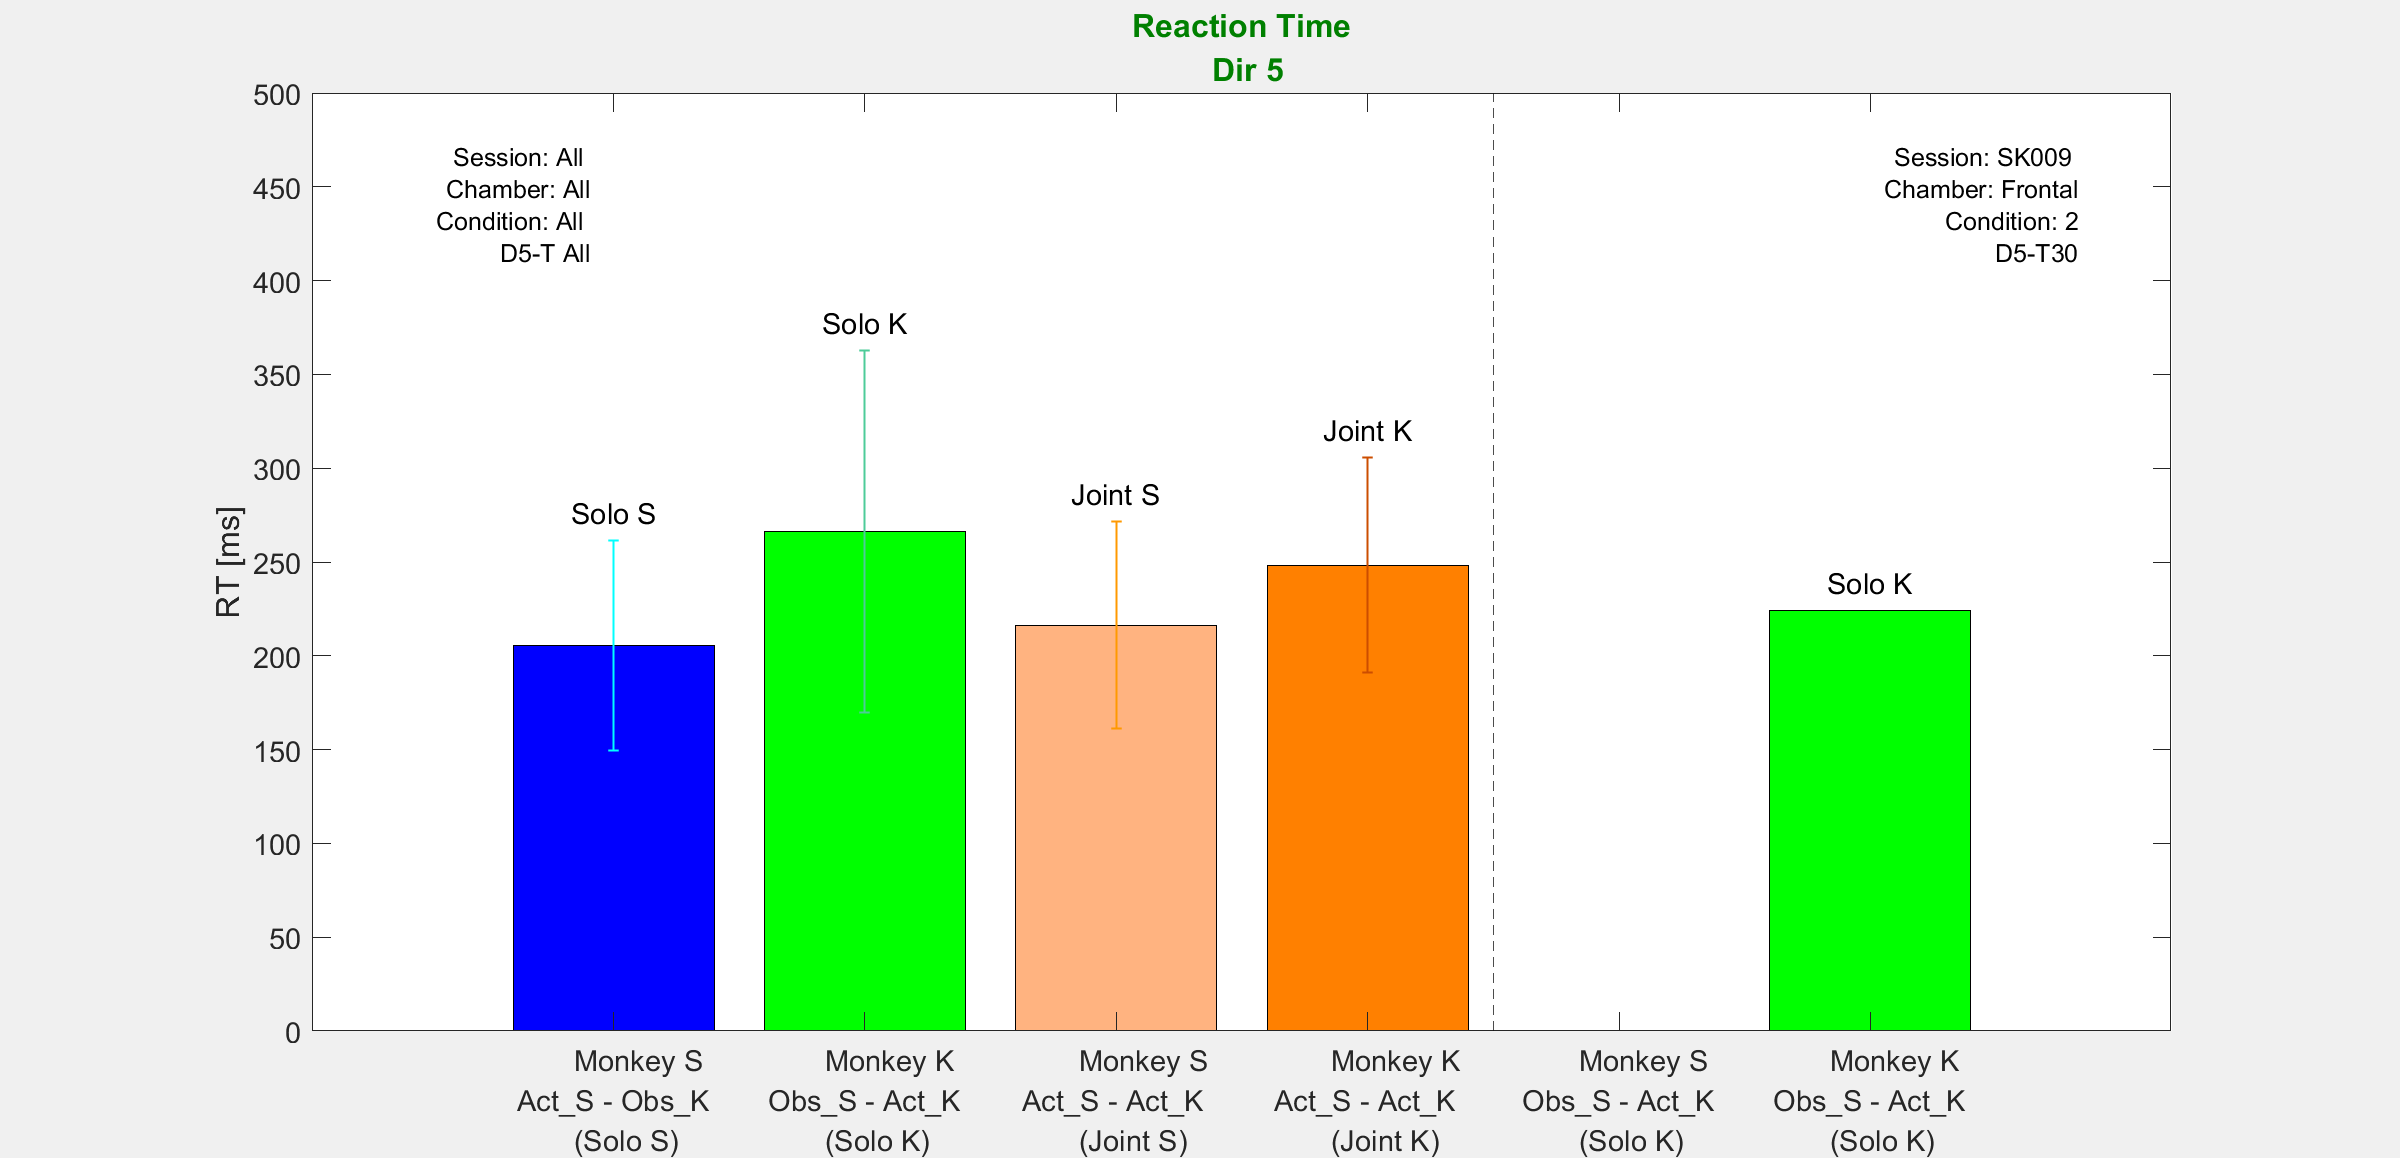 Reaction Time
Dir 5
500
450
400
350
300
250
200
150
100
50
0
RT [ms]
Session: All
Chamber: All
Condition: All
D5-T All
Session: SK009
Chamber: Frontal
Condition: 2
D5-T30
Solo S
Solo K
Joint S
Joint K
Solo K
Monkey S
Act_S - Obs_K
(Solo S)
Monkey K
Obs_S - Act_K
(Solo K)
Monkey S
Act_S - Act_K
(Joint S)
Monkey K
Act_S - Act_K
(Joint K)
Monkey S
Obs_S - Act_K
(Solo K)
Monkey K
Obs_S - Act_K
(Solo K)